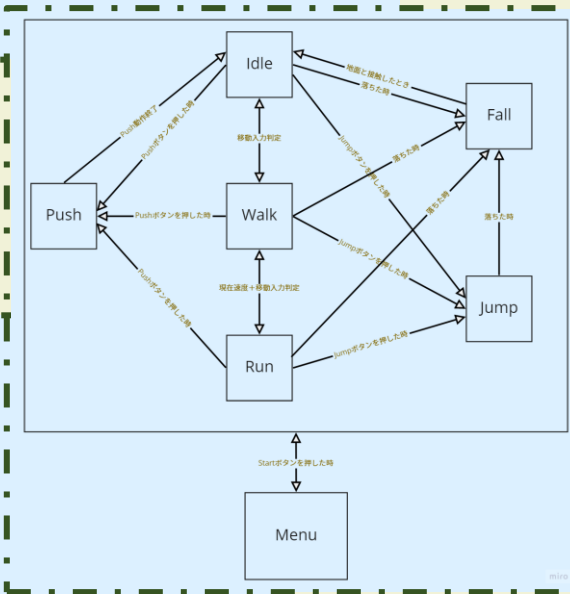 Idle
地面と接触したとき
落ちた時
Fall
Push動作終了
Pushボタンを押した時
移動入力判定
Jumpボタンを押した時
落ちた時
落ちた時
Push
Pushボタンを押した時
Walk
落ちた時
Jumpボタンを押した時
Pushボタンを押した時
現在速度+移動入力判定
Jump
Run
Jumpボタンを押した時
Startボタンを押した時
Menu
miro